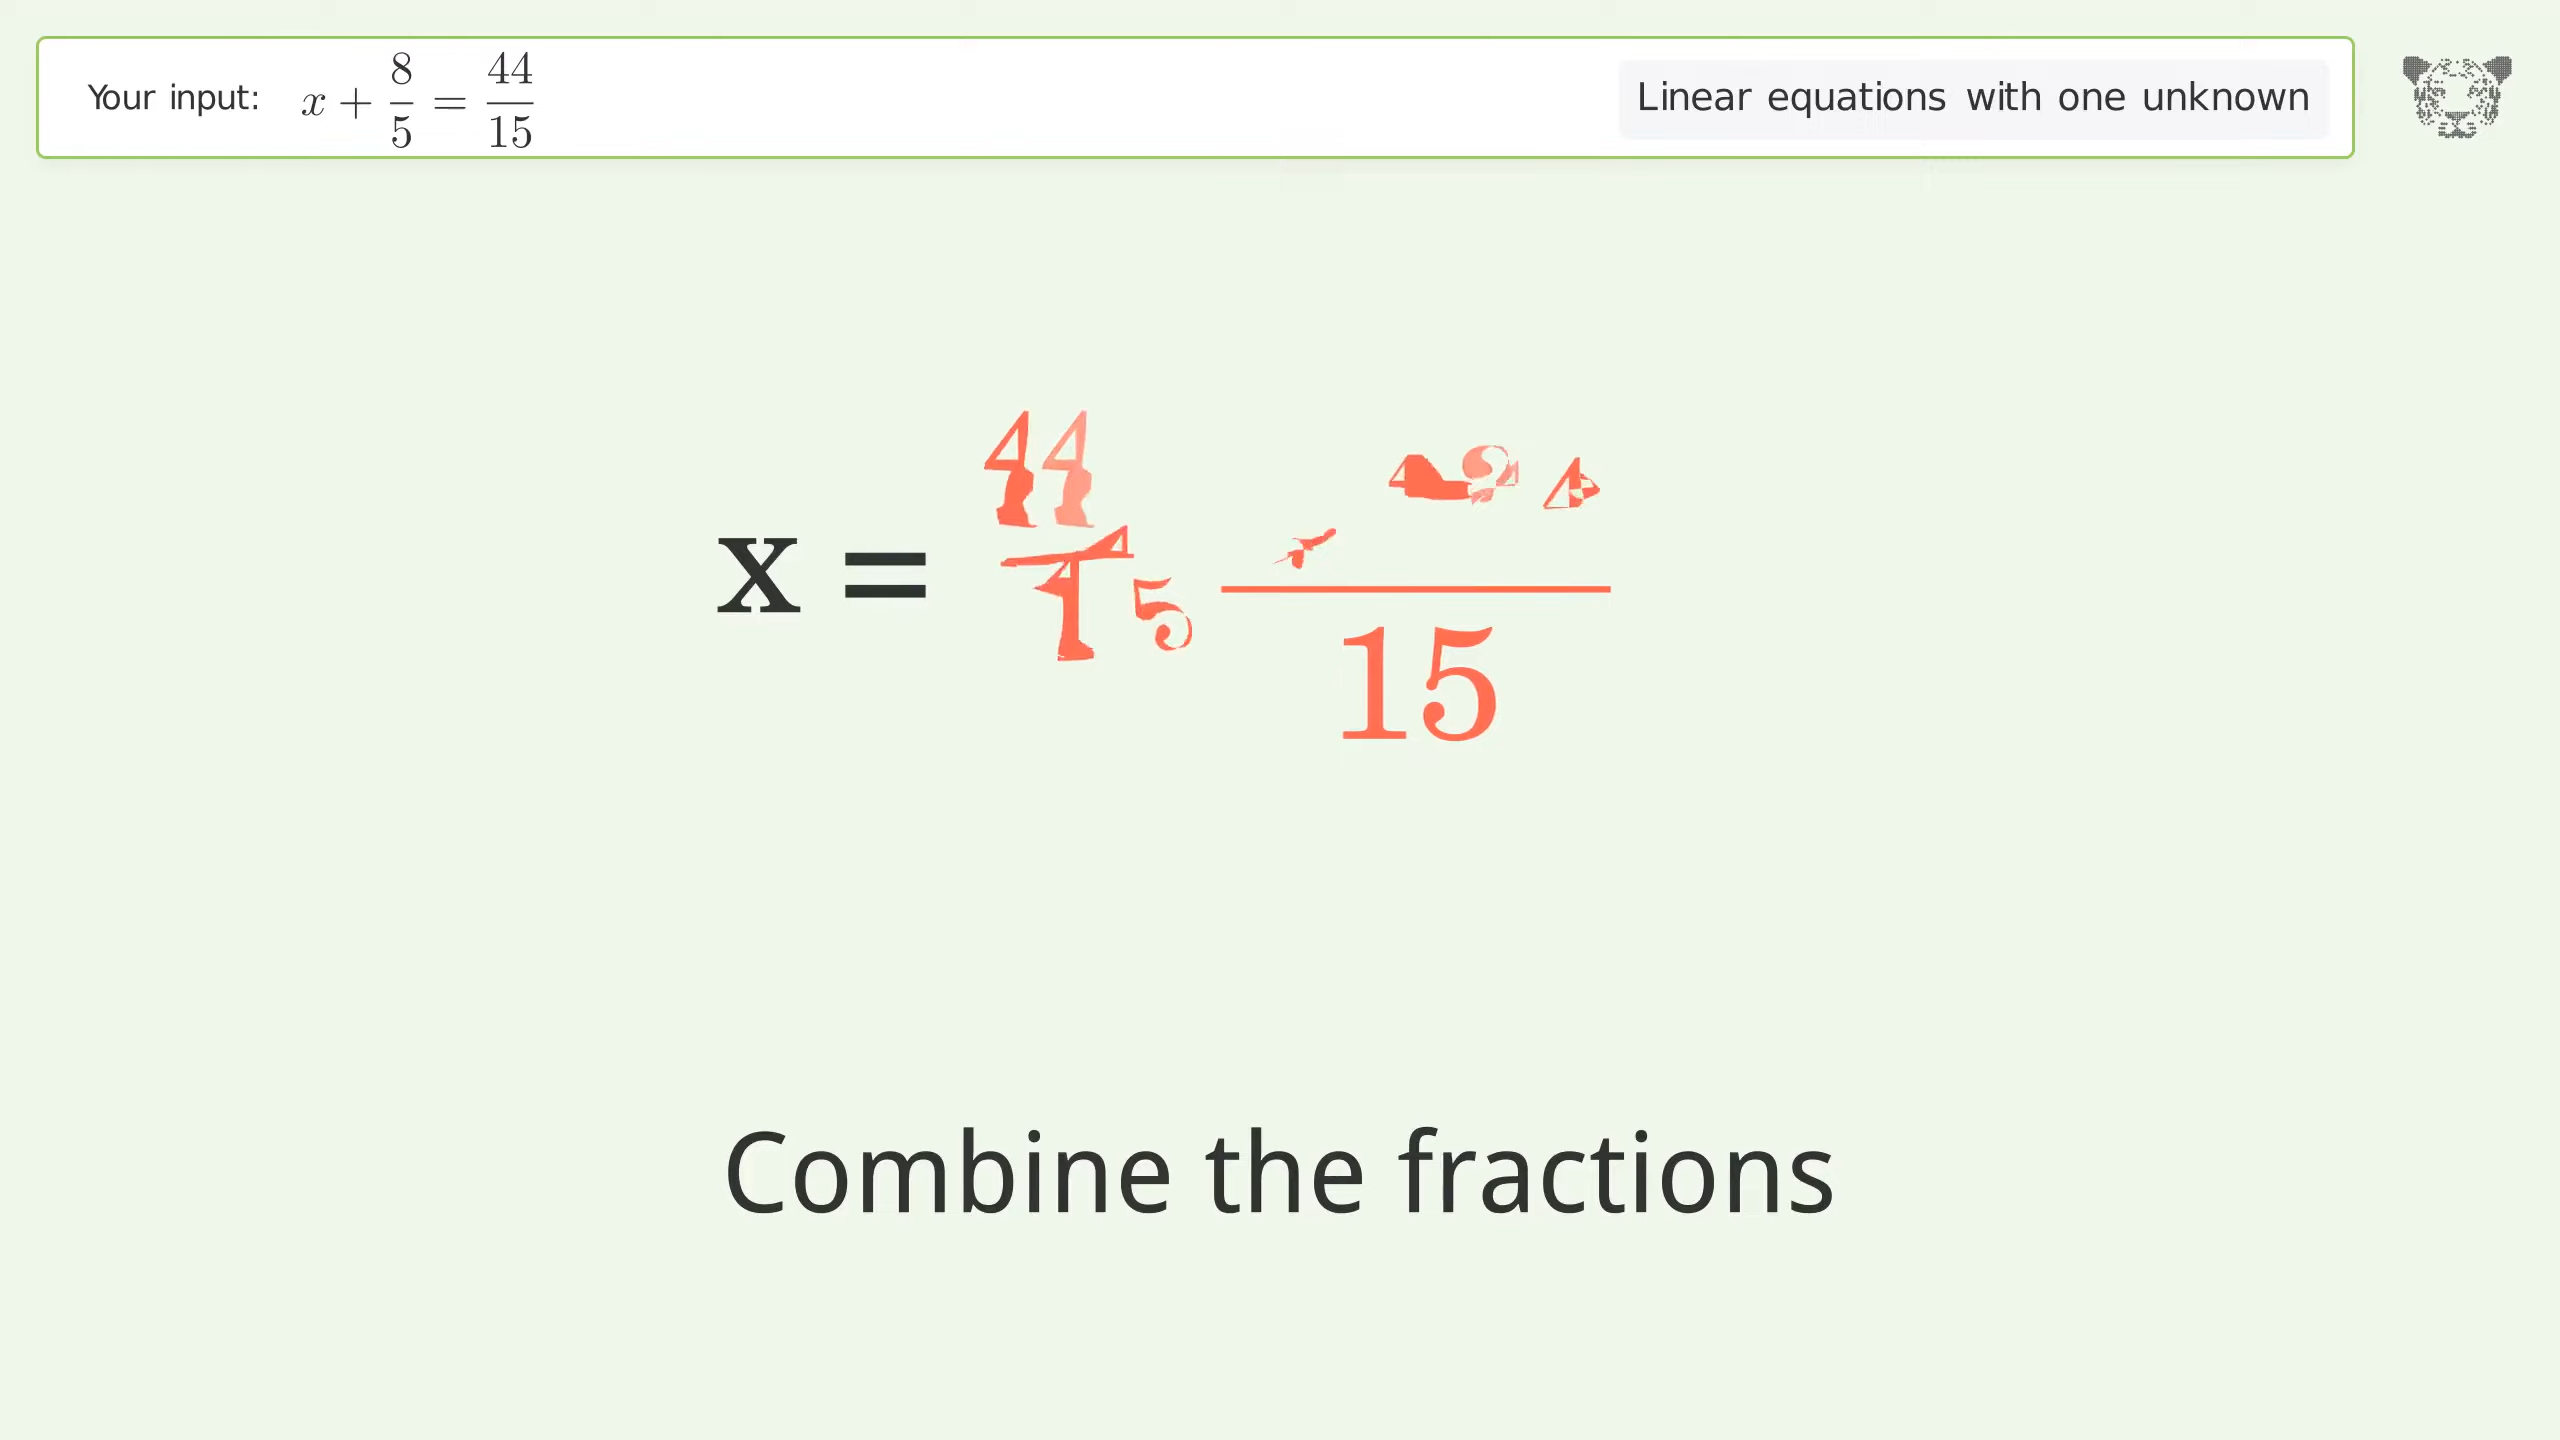 Your input: x + 8/5 = 44/15
Linear equations with one unknown
x =
15
Combine the fractions